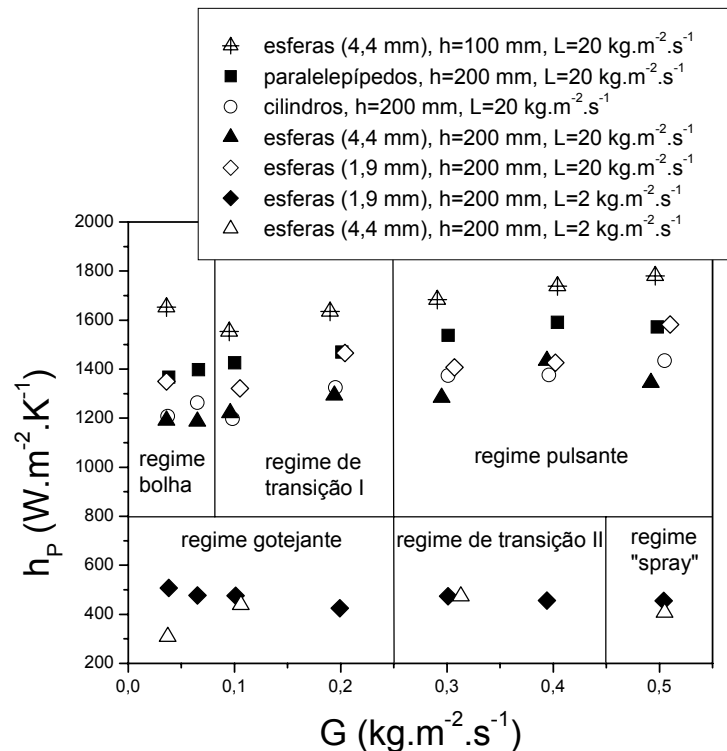 esferas (4,4 mm), h=100 mm, L=20 kg.m⁻².s⁻¹
paralelepípedos, h=200 mm, L=20 kg.m⁻².s⁻¹
cilindros, h=200 mm, L=20 kg.m⁻².s⁻¹
esferas (4,4 mm), h=200 mm, L=20 kg.m⁻².s⁻¹
esferas (1,9 mm), h=200 mm, L=20 kg.m⁻².s⁻¹
esferas (1,9 mm), h=200 mm, L=2 kg.m⁻².s⁻¹
esferas (4,4 mm), h=200 mm, L=2 kg.m⁻².s⁻¹
2000
1800
1600
1400
1200
1000
800
600
400
200
hP (W.m⁻².K⁻¹)
regime
bolha
regime de
transição I
regime pulsante
regime gotejante
regime de transição II
regime
"spray"
0,0
0,1
0,2
0,3
0,4
0,5
G (kg.m⁻².s⁻¹)